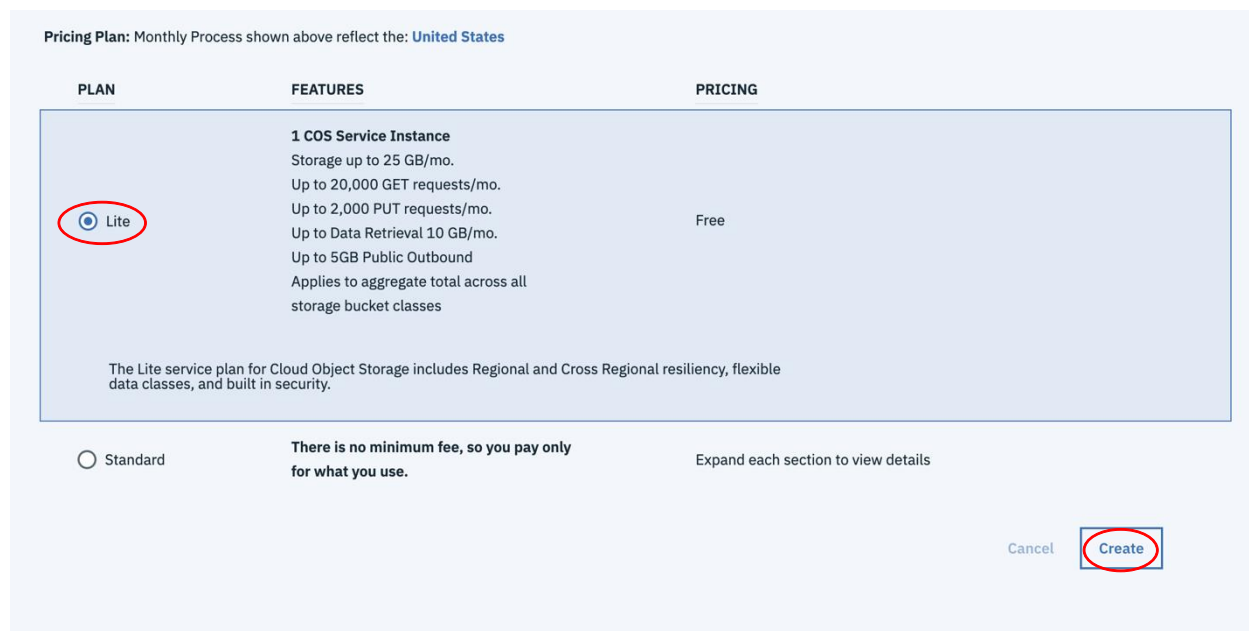 Pricing Plan: Monthly Process shown above reflect the: United States
PLAN FEATURES PRICING
1 COS Service Instance
Storage up to 25 GB/mo.
Up to 20,000 GET requests/mo.
Up to 2,000 PUT requests/mo.
Lite Free
Up to Data Retrieval 10 GB/mo.
Up to 5GB Public Outbound
Applies to aggregate total across all
storage bucket classes
The Lite service plan for Cloud Object Storage includes Regional and Cross Regional resiliency, flexible
data classes, and built in security.
There is no minimum fee, so you pay only
for what you use.
Standard Expand each section to view details
Cancel Create